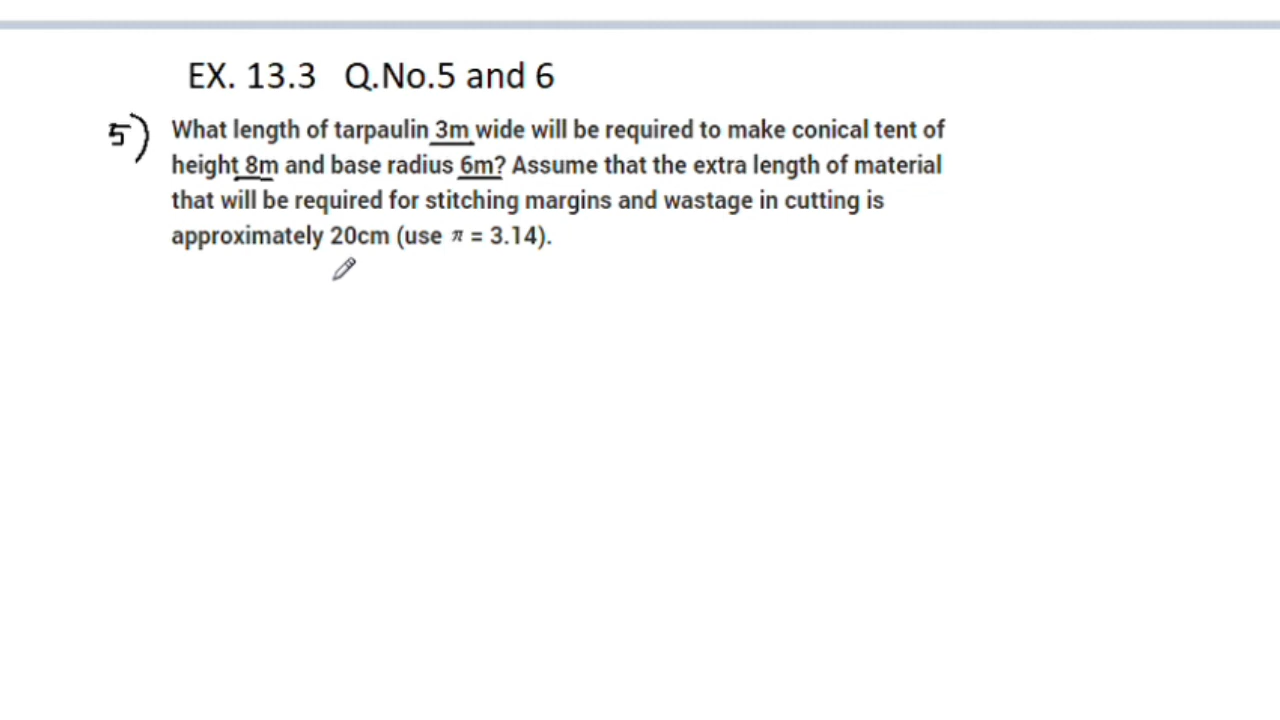 EX. 13.3 Q.No.5 and 6
5) What length of tarpaulin 3m wide will be required to make conical tent of
height 8m and base radius 6m? Assume that the extra length of material
that will be required for stitching margins and wastage in cutting is
approximately 20cm (use π = 3.14).